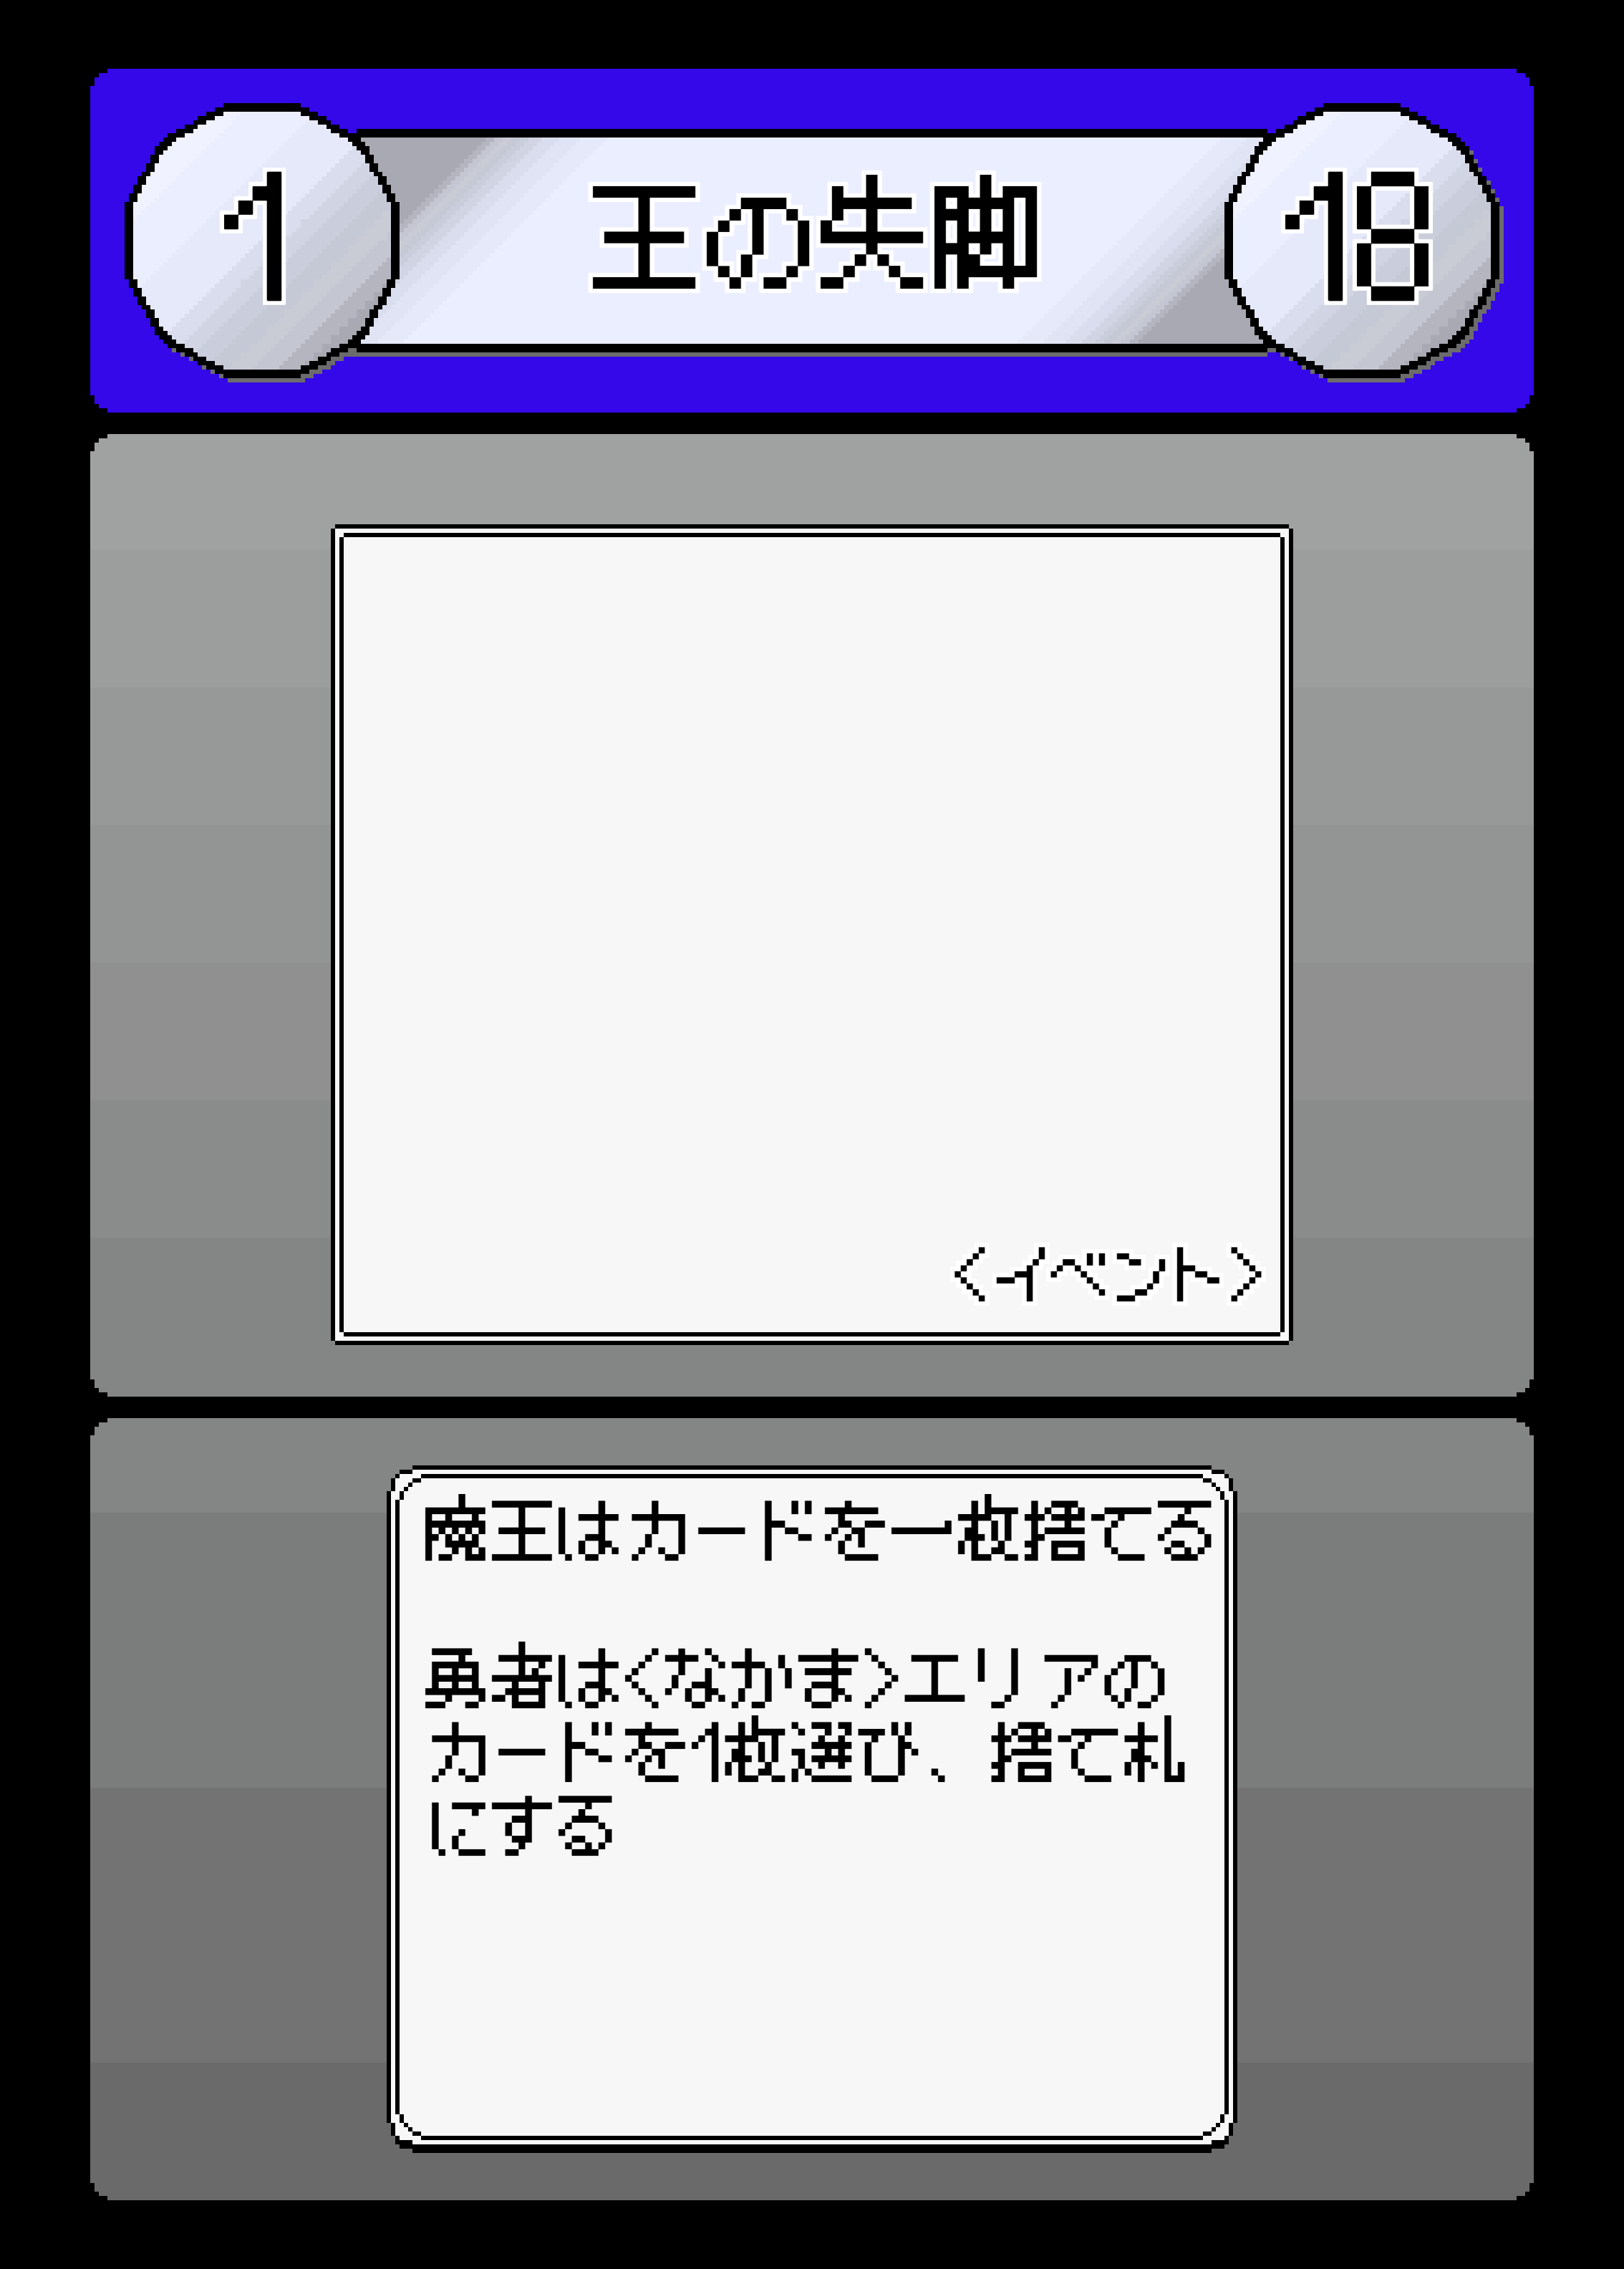 1
王の失脚
18
<イベント>
魔王はカードを一枚捨てる
勇者は<なかま>エリアの
カードを1枚選び、捨て札
にする